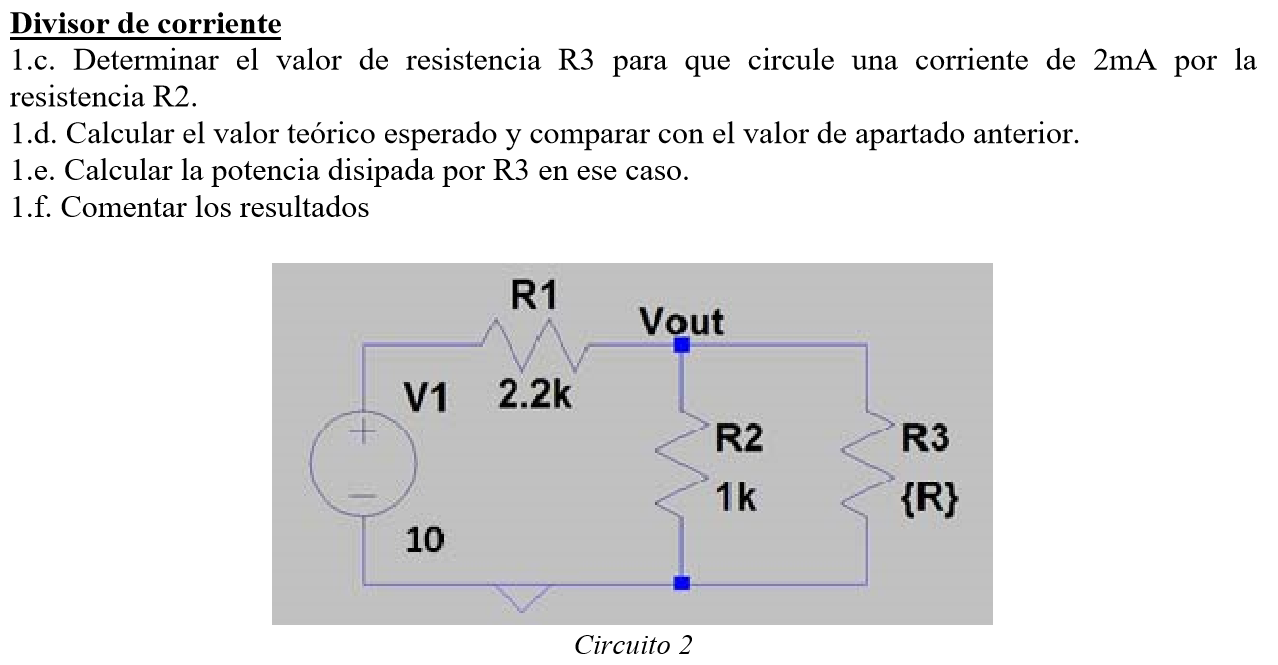 Divisor de corriente
1.c. Determinar el valor de resistencia R3 para que circule una corriente de 2mA por la
resistencia R2.
1.d. Calcular el valor teórico esperado y comparar con el valor de apartado anterior.
1.e. Calcular la potencia disipada por R3 en ese caso.
1.f. Comentar los resultados
R1
Vout
V1
2.2k
R2
R3
1k
{R}
10
Circuito 2